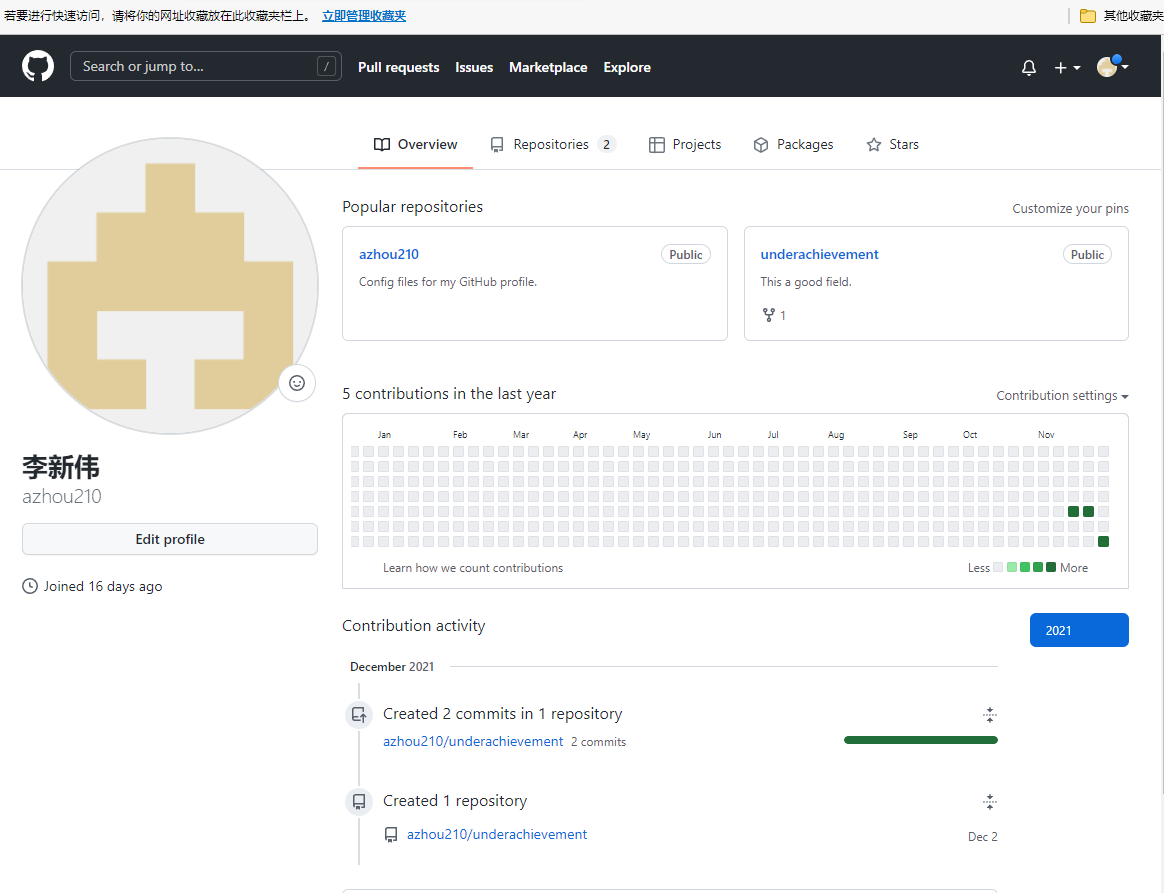 若要进行快速访问，请将你的网址收藏放在此收藏夹栏上。 立即管理收藏夹 其他收藏夹
Search or jump to... / Pull requests Issues Marketplace Explore
Overview Repositories 2 Projects Packages Stars
Popular repositories Customize your pins
azhou210 Public
Config files for my GitHub profile.
underachievement Public
This a good field.
1
5 contributions in the last year Contribution settings
Jan Feb Mar Apr May Jun Jul Aug Sep Oct Nov
Learn how we count contributions Less More
李新伟
azhou210
Edit profile
Joined 16 days ago
Contribution activity 2021
December 2021
Created 2 commits in 1 repository
azhou210/underachievement 2 commits
Created 1 repository
azhou210/underachievement Dec 2